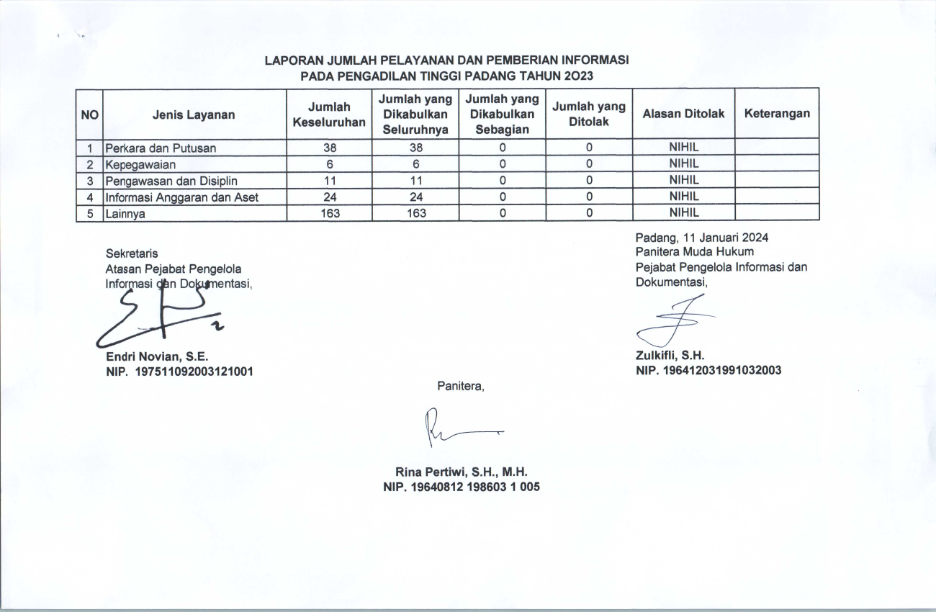 LAPORAN JUMLAH PELAYANAN DAN PEMBERIAN INFORMASI
PADA PENGADILAN TINGGI PADANG TAHUN 2023
NO Jenis Layanan Jumlah Keseluruhan Jumlah yang Dikabulkan Seluruhnya Jumlah yang Dikabulkan Sebagian Jumlah yang Ditolak Alasan Ditolak Keterangan
1 Perkara dan Putusan 38 38 0 0 NIHIL
2 Kepegawaian 6 6 0 0 NIHIL
3 Pengawasan dan Disiplin 11 11 0 0 NIHIL
4 Informasi Anggaran dan Aset 24 24 0 0 NIHIL
5 Lainnya 163 163 0 0 NIHIL
Sekretaris
Atasan Pejabat Pengelola
Informasi dan Dokumentasi,
Endri Novian, S.E.
NIP. 197511092003121001
Padang, 11 Januari 2024
Panitera Muda Hukum
Pejabat Pengelola Informasi dan
Dokumentasi,
Zulkifli, S.H.
NIP. 196412031991032003
Panitera,
Rina Pertiwi, S.H., M.H.
NIP. 19640812 198603 1 005